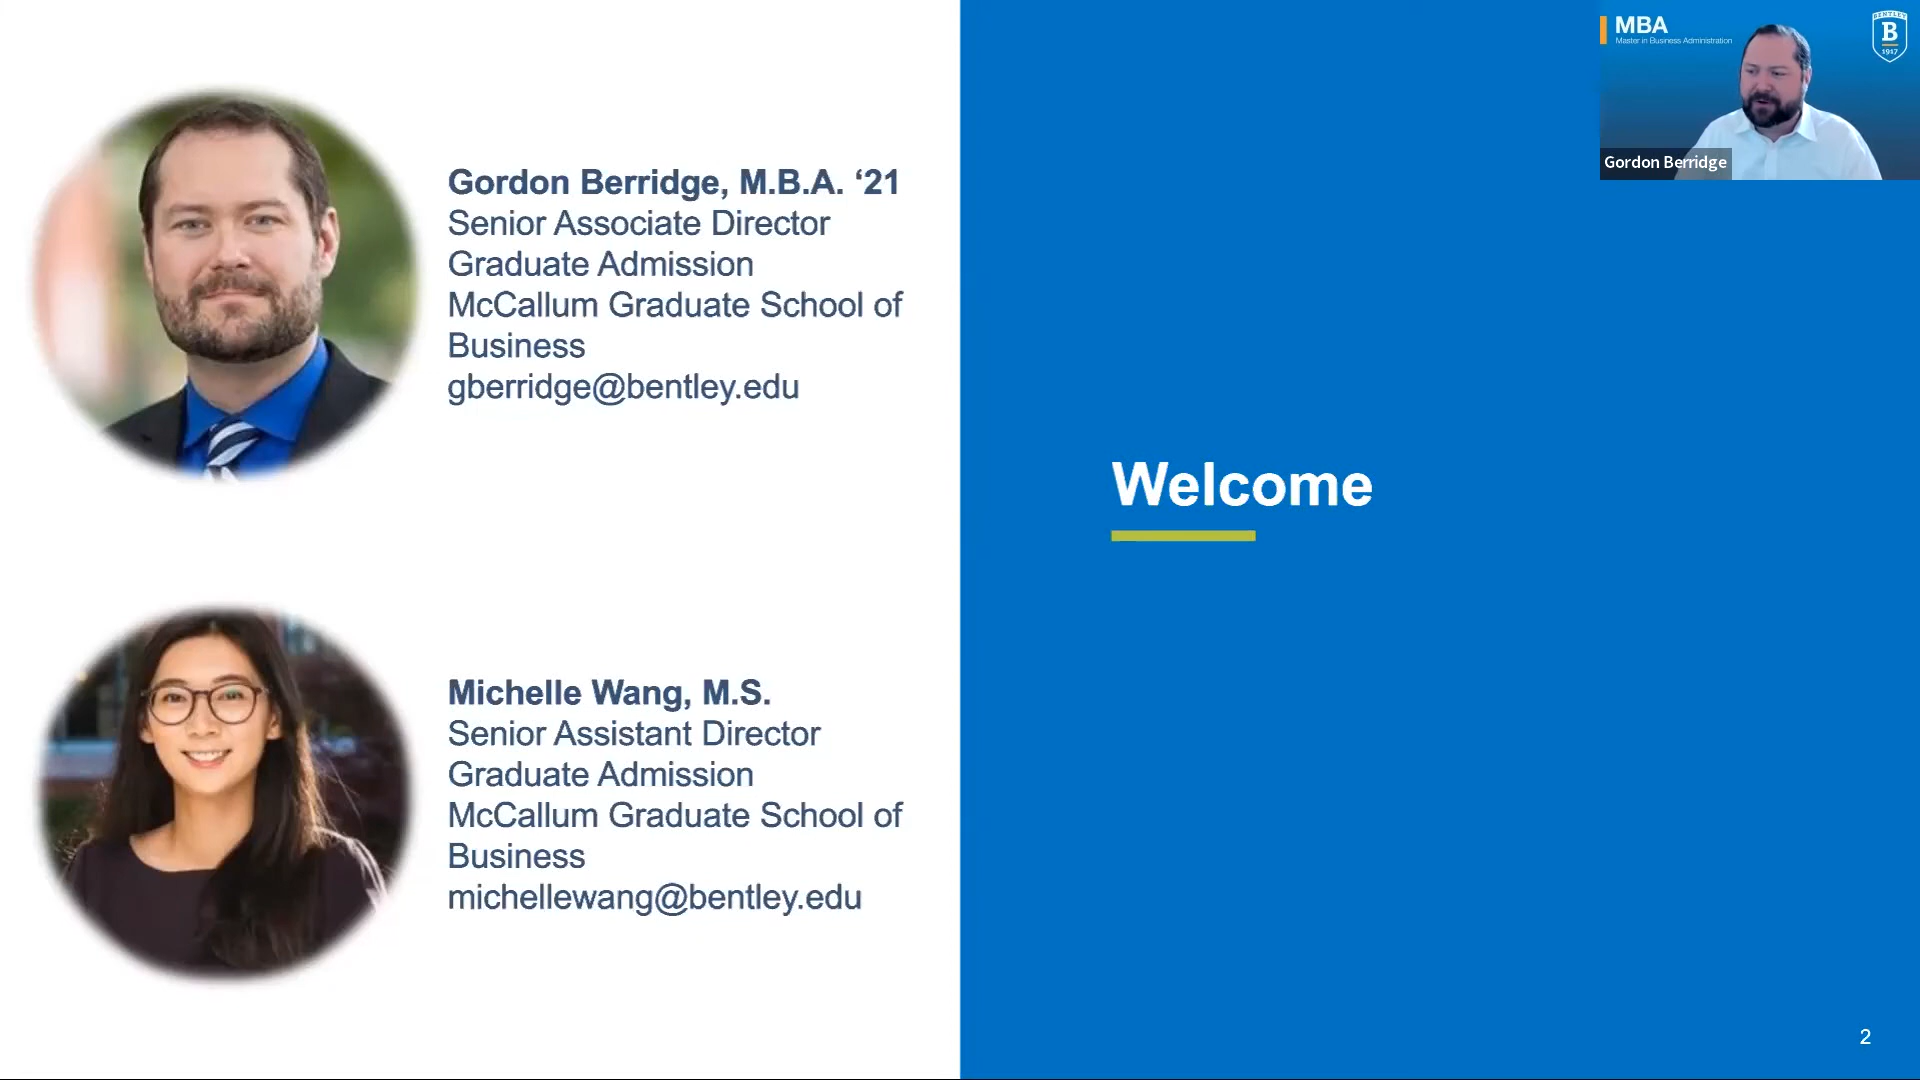 Gordon Berridge, M.B.A. ‘21
Senior Associate Director
Graduate Admission
McCallum Graduate School of
Business
gberridge@bentley.edu
Michelle Wang, M.S.
Senior Assistant Director
Graduate Admission
McCallum Graduate School of
Business
michellewang@bentley.edu
Welcome
MBA
Master in Business Administration
BENTLEY
B
1917
Gordon Berridge
2